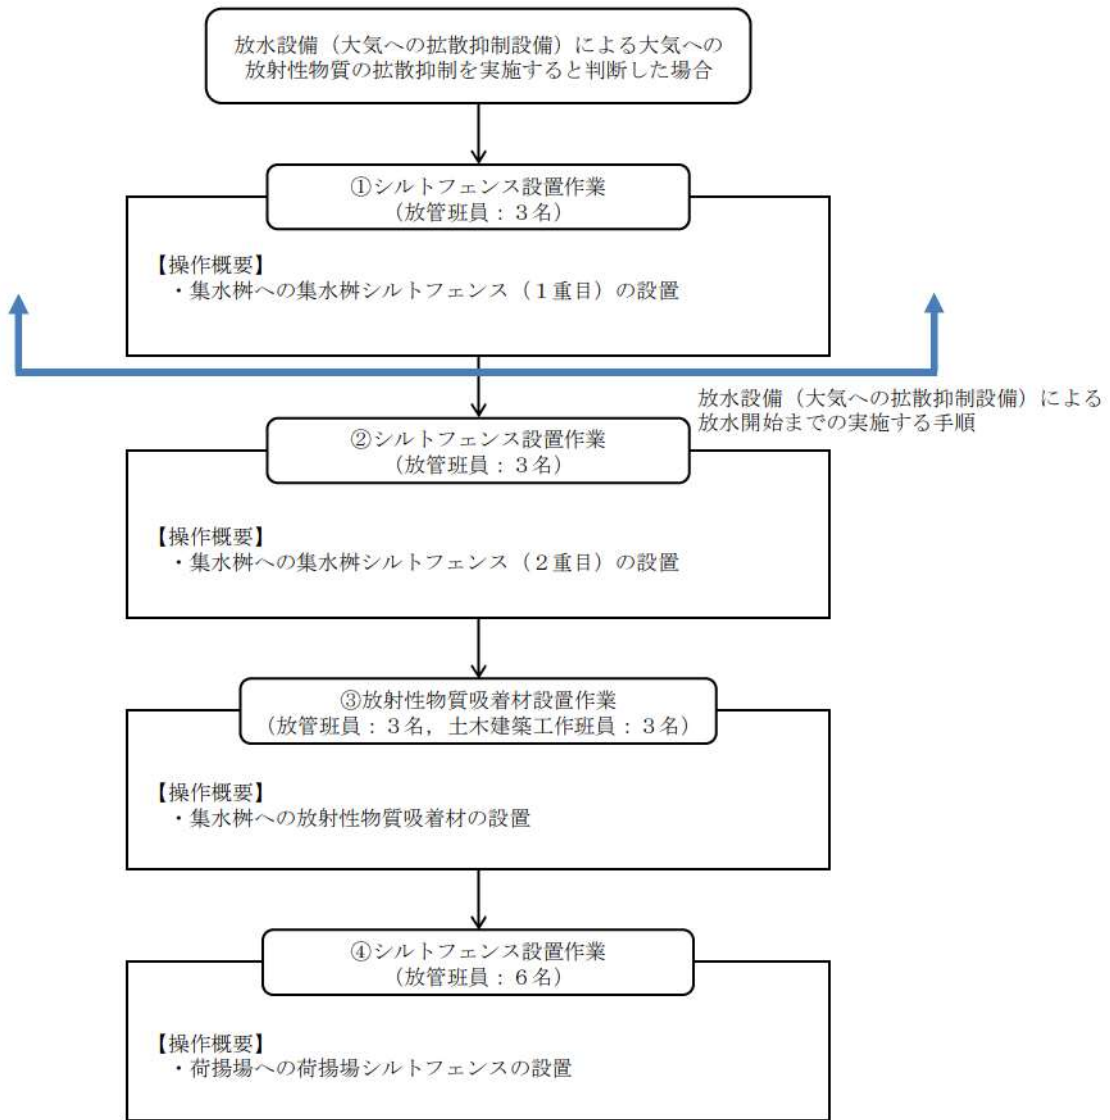 放水設備（大気への拡散抑制設備）による大気への
放射性物質の拡散抑制を実施すると判断した場合
①シルトフェンス設置作業
（放管班員：３名）
【操作概要】
・集水桝への集水桝シルトフェンス（１重目）の設置
放水設備（大気への拡散抑制設備）による
放水開始までの実施する手順
②シルトフェンス設置作業
（放管班員：３名）
【操作概要】
・集水桝への集水桝シルトフェンス（２重目）の設置
③放射性物質吸着材設置作業
（放管班員：３名，土木建築工作班員：３名）
【操作概要】
・集水桝への放射性物質吸着材の設置
④シルトフェンス設置作業
（放管班員：６名）
【操作概要】
・荷揚場への荷揚場シルトフェンスの設置